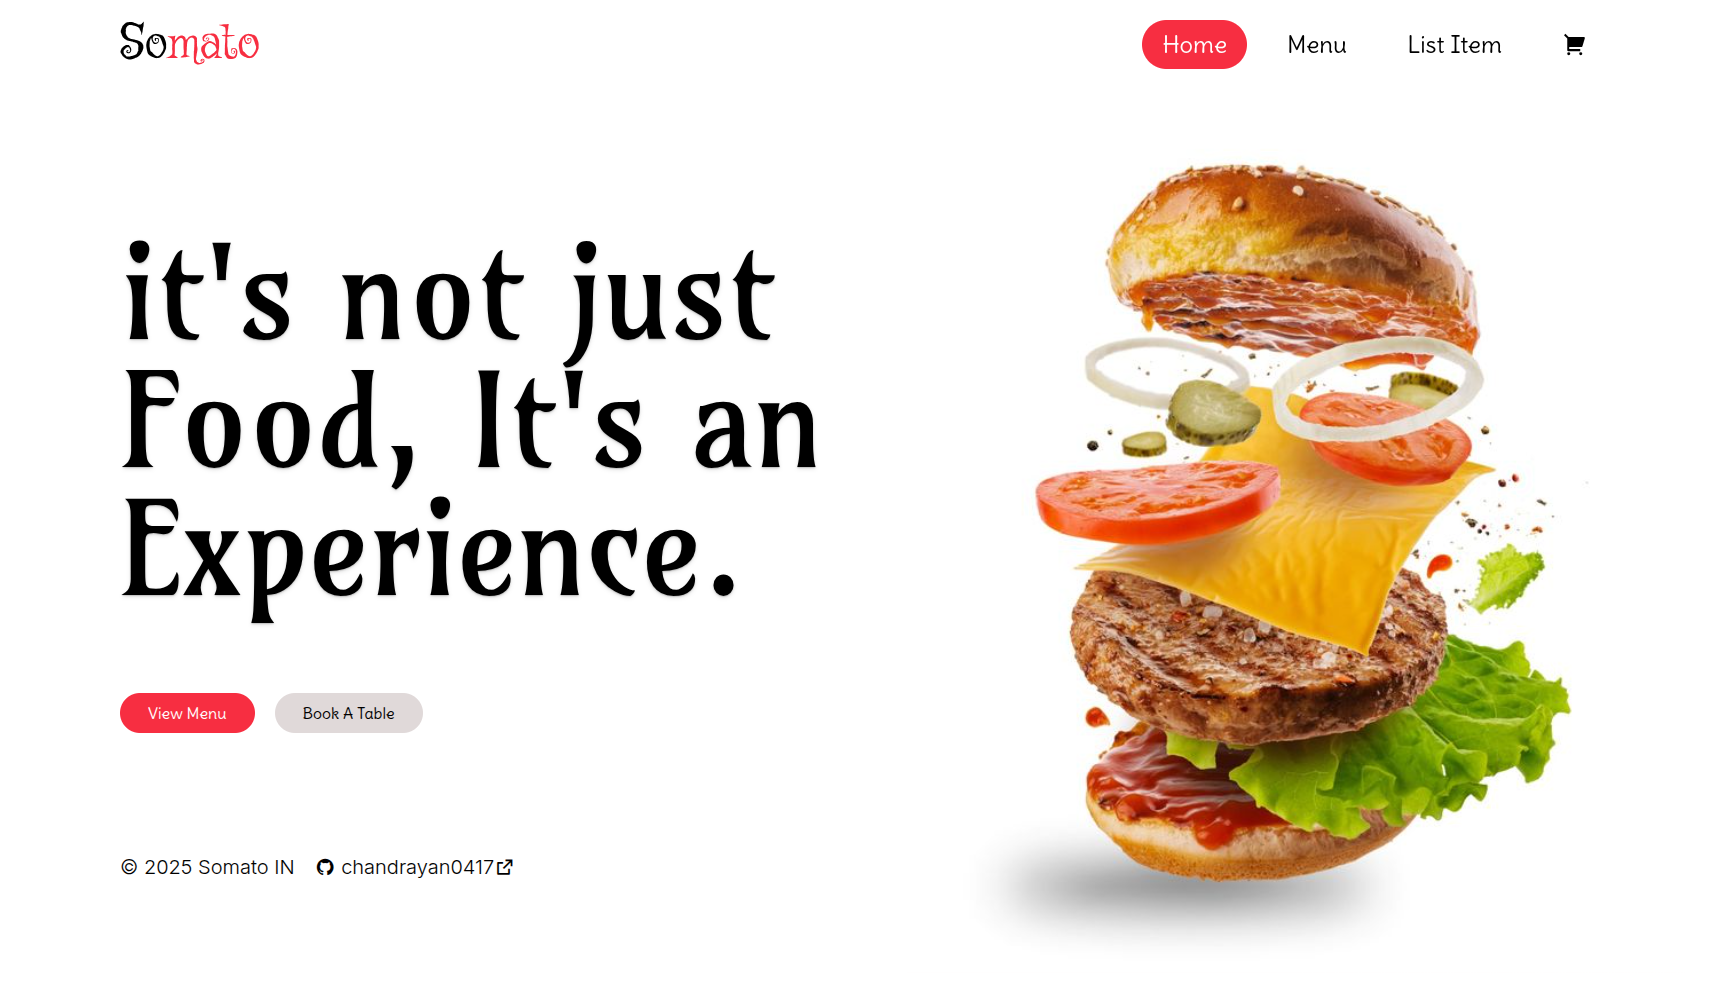 Somato
Home Menu List Item
it's not just
Food, It's an
Experience.
View Menu Book A Table
© 2025 Somato IN chandrayan0417